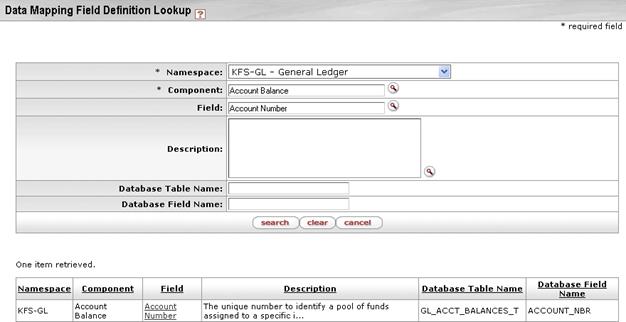 Data Mapping Field Definition Lookup ?
* required field
* Namespace: KFS-GL - General Ledger
* Component: Account Balance
Field: Account Number
Description:
Database Table Name:
Database Field Name:
search clear cancel
One item retrieved.
Namespace Component Field Description Database Table Name Database Field Name
KFS-GL Account Balance Account Number The unique number to identify a pool of funds assigned to a specific i... GL_ACCT_BALANCES_T ACCOUNT_NBR